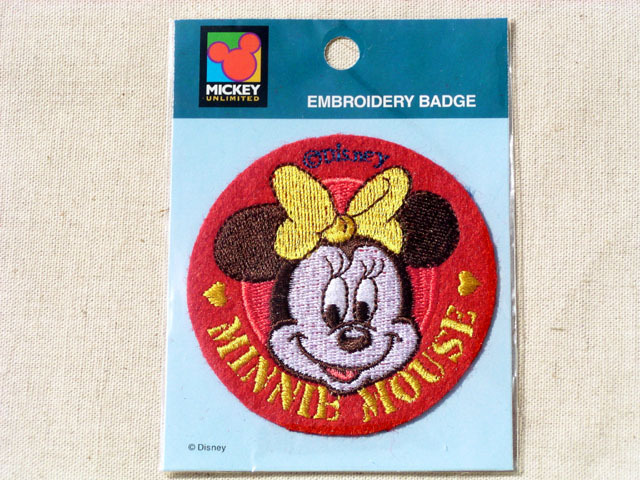 MICKEY
UNLIMITED
EMBROIDERY BADGE
©Disney
MINNIE MOUSE
© Disney